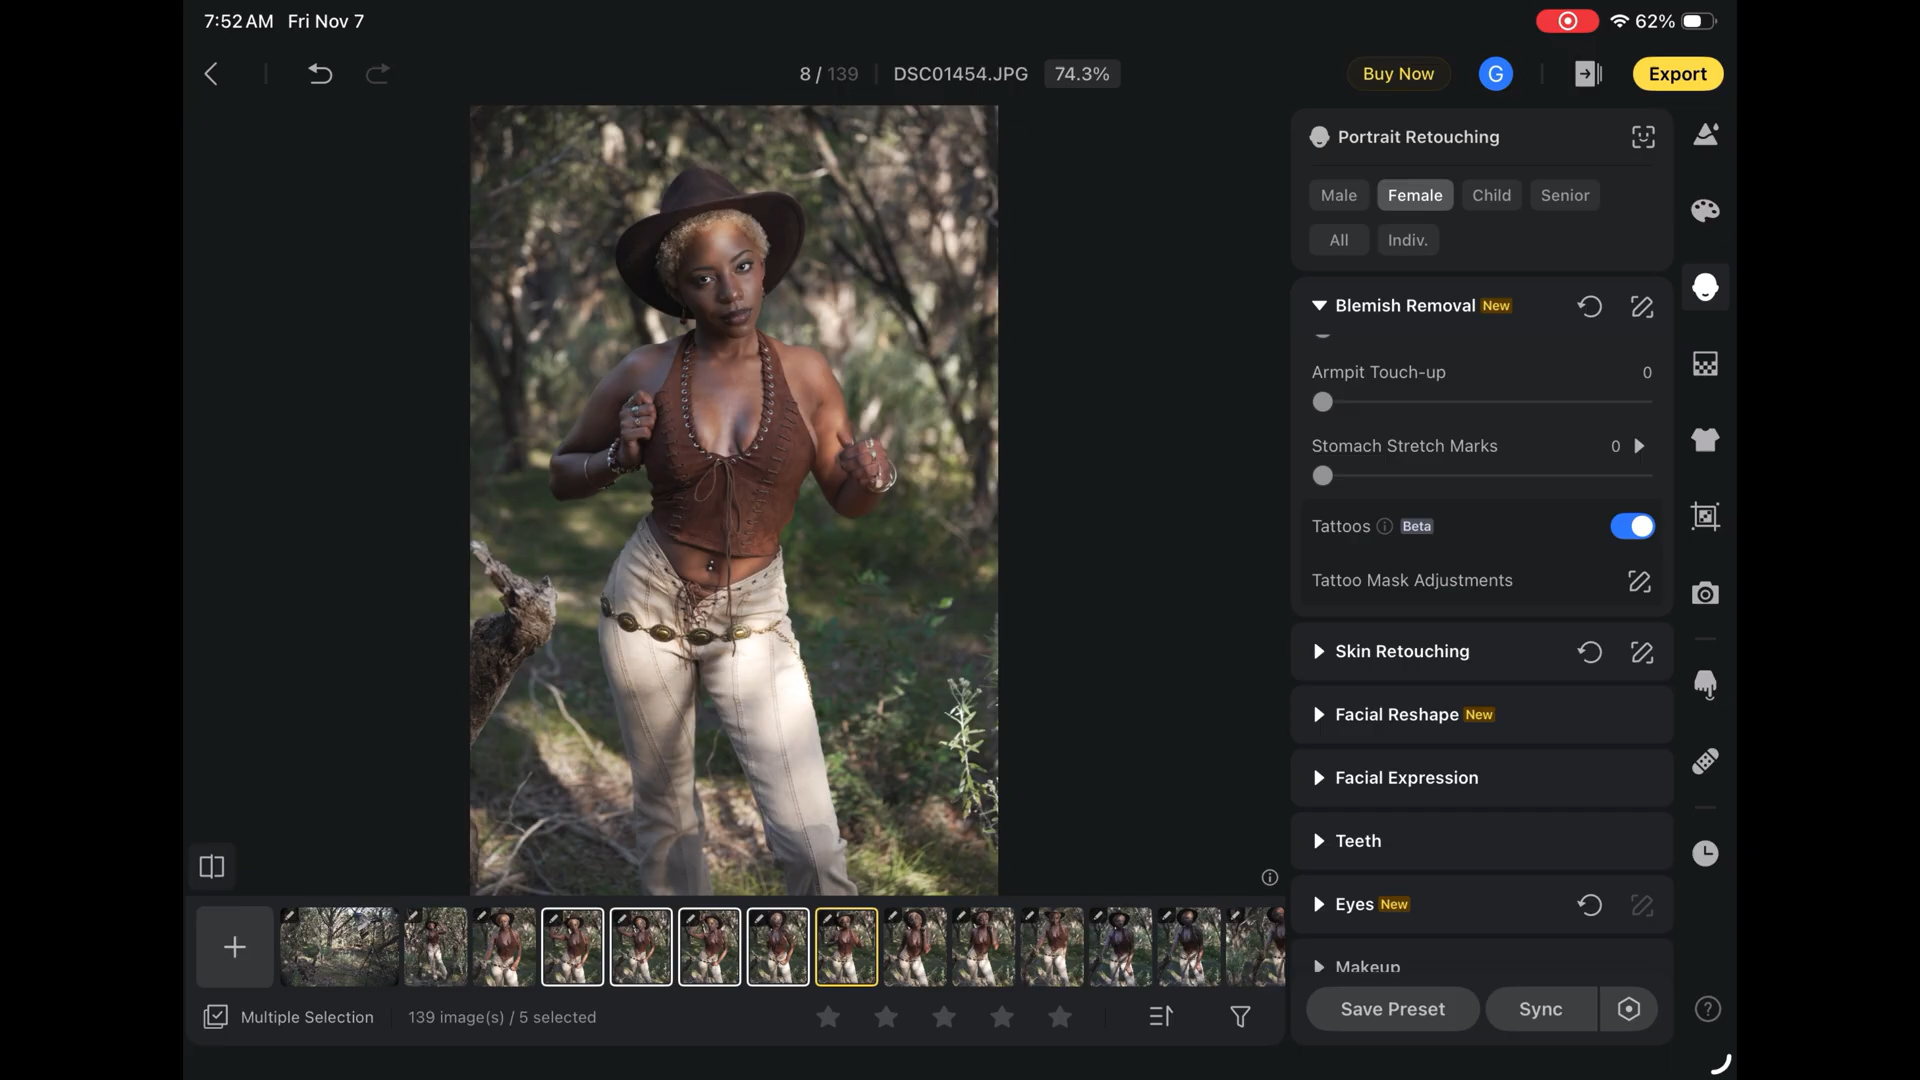 7:52 AM Fri Nov 7
62%
8 / 139 DSC01454.JPG 74.3%
Buy Now G Export
Portrait Retouching
Male Female Child Senior
All Indiv.
Blemish Removal New
Armpit Touch-up 0
Stomach Stretch Marks 0
Tattoos Beta
Tattoo Mask Adjustments
Skin Retouching
Facial Reshape New
Facial Expression
Teeth
Eyes New
Makeup
Multiple Selection 139 image(s) / 5 selected
Save Preset Sync